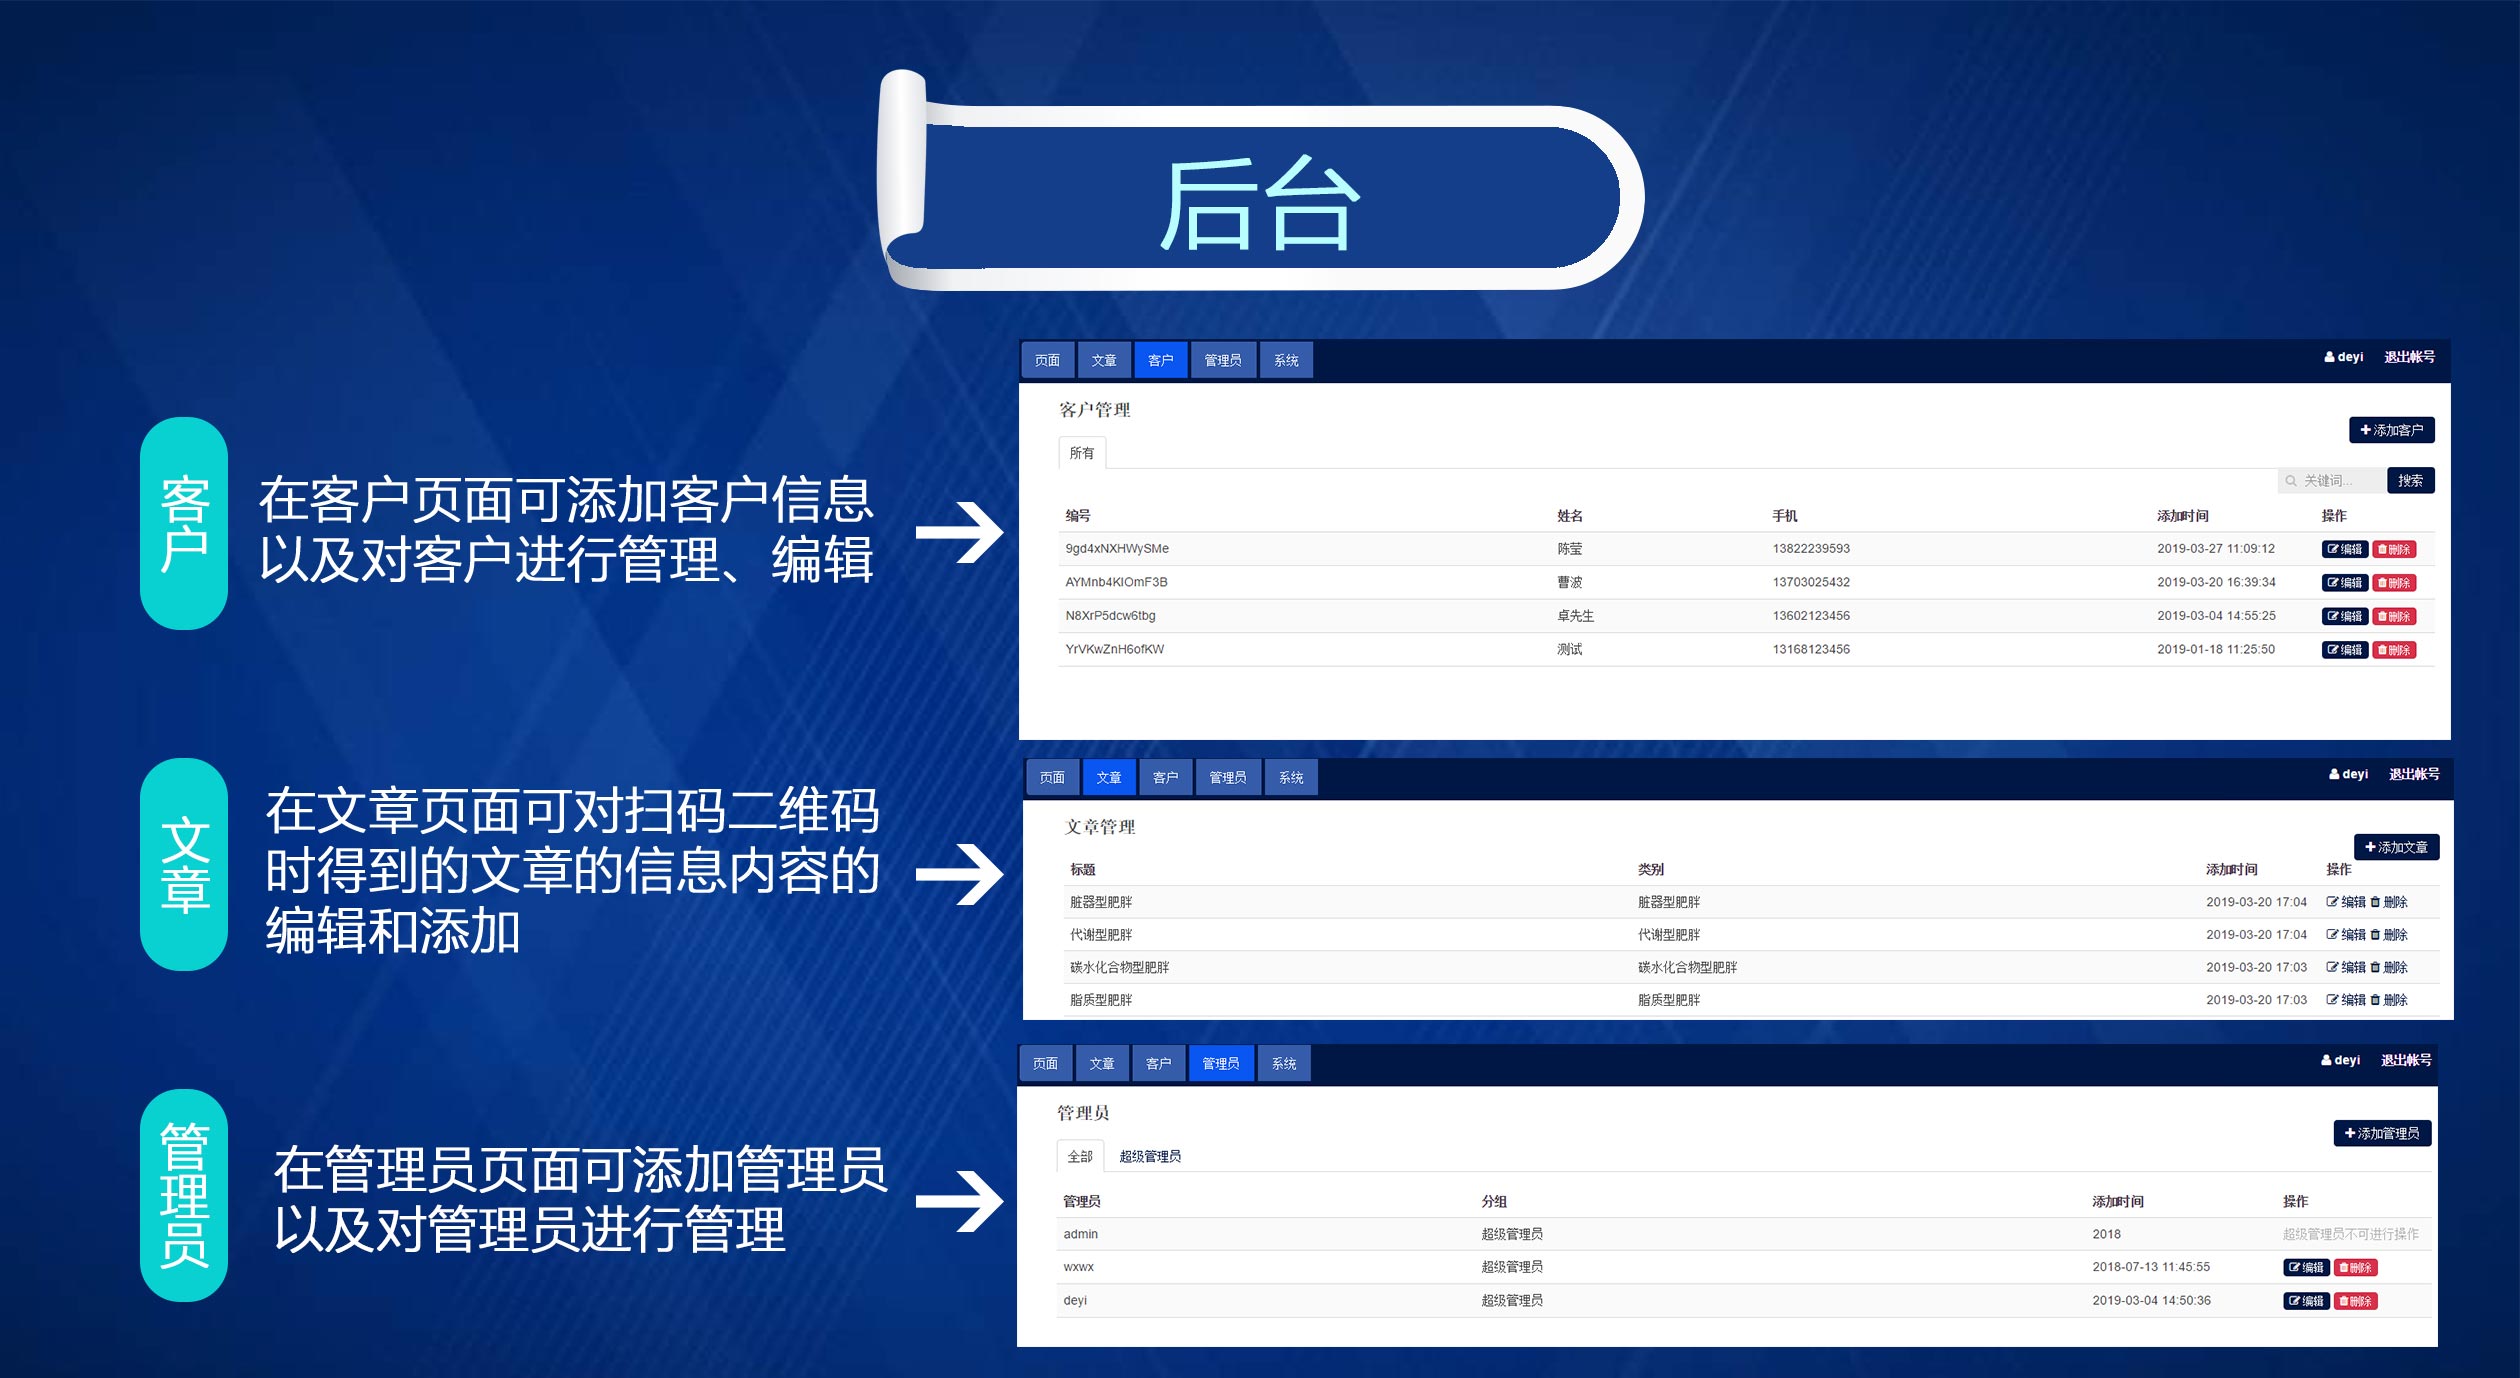 后台
客户
在客户页面可添加客户信息
以及对客户进行管理、编辑
页面 文章 客户 管理员 系统 deyi 退出帐号
客户管理
添加客户
所有
关键词... 搜索
编号 姓名 手机 添加时间 操作
9gd4xNXHWySMe 陈莹 13822239593 2019-03-27 11:09:12 编辑 删除
AYMnb4KlOmF3B 曹波 13703025432 2019-03-20 16:39:34 编辑 删除
N8XrP5dcw6tbg 卓先生 13602123456 2019-03-04 14:55:25 编辑 删除
YrVKwZnH6ofKW 测试 13168123456 2019-01-18 11:25:50 编辑 删除
文章
在文章页面可对扫码二维码
时得到的文章的信息内容的
编辑和添加
页面 文章 客户 管理员 系统 deyi 退出帐号
文章管理
添加文章
标题 类别 添加时间 操作
脏器型肥胖 脏器型肥胖 2019-03-20 17:04 编辑 删除
代谢型肥胖 代谢型肥胖 2019-03-20 17:04 编辑 删除
碳水化合物型肥胖 碳水化合物型肥胖 2019-03-20 17:03 编辑 删除
脂质型肥胖 脂质型肥胖 2019-03-20 17:03 编辑 删除
管理员
在管理员页面可添加管理员
以及对管理员进行管理
页面 文章 客户 管理员 系统 deyi 退出帐号
管理员
添加管理员
全部 超级管理员
管理员 分组 添加时间 操作
admin 超级管理员 2018 超级管理员不可进行操作
wxwx 超级管理员 2018-07-13 11:45:55 编辑 删除
deyi 超级管理员 2019-03-04 14:50:36 编辑 删除